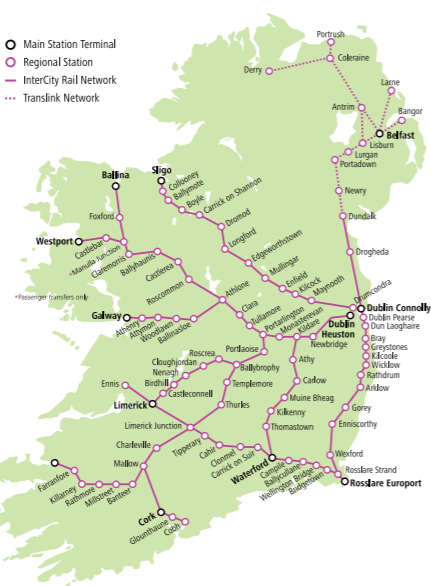 Main Station Terminal
Regional Station
InterCity Rail Network
Translink Network
Portrush
Coleraine
Derry
Larne
Antrim
Bangor
Belfast
Lisburn
Lurgan
Portadown
Newry
Dundalk
Drogheda
Sligo
Collooney
Ballymote
Boyle
Carrick on Shannon
Dromod
Longford
Edgeworthstown
Mullingar
Enfield
Kilcock
Maynooth
Drumcondra
Dublin Connolly
Ballina
Foxford
Westport
Castlebar
*Manulla Junction
Claremorris
Ballyhaunis
Castlerea
Roscommon
*Passenger transfers only
Athlone
Galway
Athenry
Attymon
Woodlawn
Ballinasloe
Clara
Tullamore
Portarlington
Monasterevan
Kildare
Newbridge
Dublin
Heuston
Dublin Pearse
Dun Laoghaire
Bray
Greystones
Kilcoole
Wicklow
Rathdrum
Arklow
Gorey
Enniscorthy
Wexford
Rosslare Strand
Rosslare Europort
Portlaoise
Ballybrophy
Roscrea
Cloughjordan
Nenagh
Birdhill
Castleconnell
Ennis
Limerick
Templemore
Thurles
Athy
Carlow
Muine Bheag
Kilkenny
Thomastown
Limerick Junction
Tipperary
Cahir
Clonmel
Carrick on Suir
Waterford
Campile
Ballycullane
Wellington Bridge
Bridgetown
Charleville
Mallow
Banteer
Millstreet
Rathmore
Killarney
Farranfore
Cork
Glounthaune
Cobh